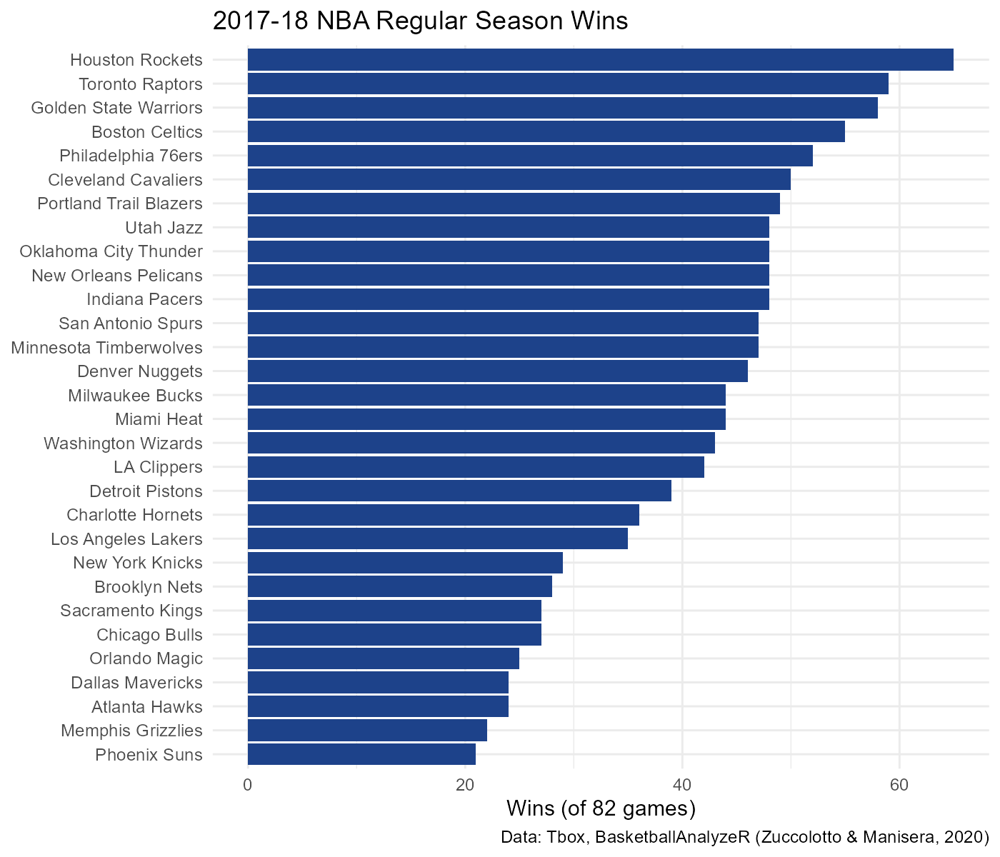 2017-18 NBA Regular Season Wins
Houston Rockets
Toronto Raptors
Golden State Warriors
Boston Celtics
Philadelphia 76ers
Cleveland Cavaliers
Portland Trail Blazers
Utah Jazz
Oklahoma City Thunder
New Orleans Pelicans
Indiana Pacers
San Antonio Spurs
Minnesota Timberwolves
Denver Nuggets
Milwaukee Bucks
Miami Heat
Washington Wizards
LA Clippers
Detroit Pistons
Charlotte Hornets
Los Angeles Lakers
New York Knicks
Brooklyn Nets
Sacramento Kings
Chicago Bulls
Orlando Magic
Dallas Mavericks
Atlanta Hawks
Memphis Grizzlies
Phoenix Suns
0 20 40 60
Wins (of 82 games)
Data: Tbox, BasketballAnalyzeR (Zuccolotto & Manisera, 2020)